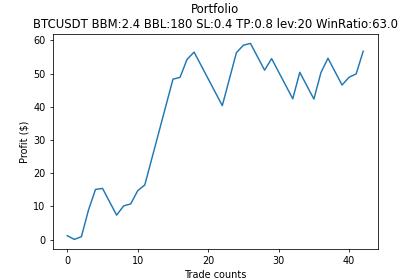 Portfolio
BTCUSDT BBM:2.4 BBL:180 SL:0.4 TP:0.8 lev:20 WinRatio:63.0
60
50
40
30
20
10
0
Profit ($)
0 10 20 30 40
Trade counts